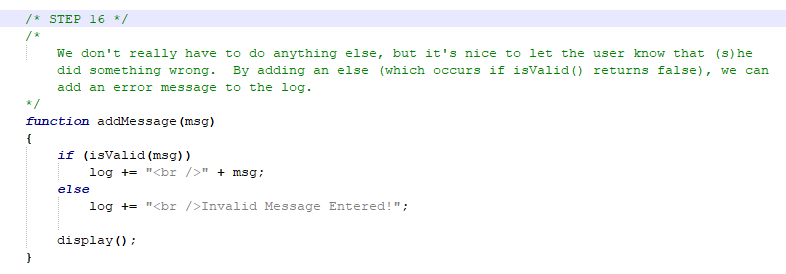 /* STEP 16 */
/*
    We don't really have to do anything else, but it's nice to let the user know that (s)he
    did something wrong.  By adding an else (which occurs if isValid() returns false), we can
    add an error message to the log.
*/
function addMessage(msg)
{
    if (isValid(msg))
        log += "<br />" + msg;
    else
        log += "<br />Invalid Message Entered!";

    display();
}